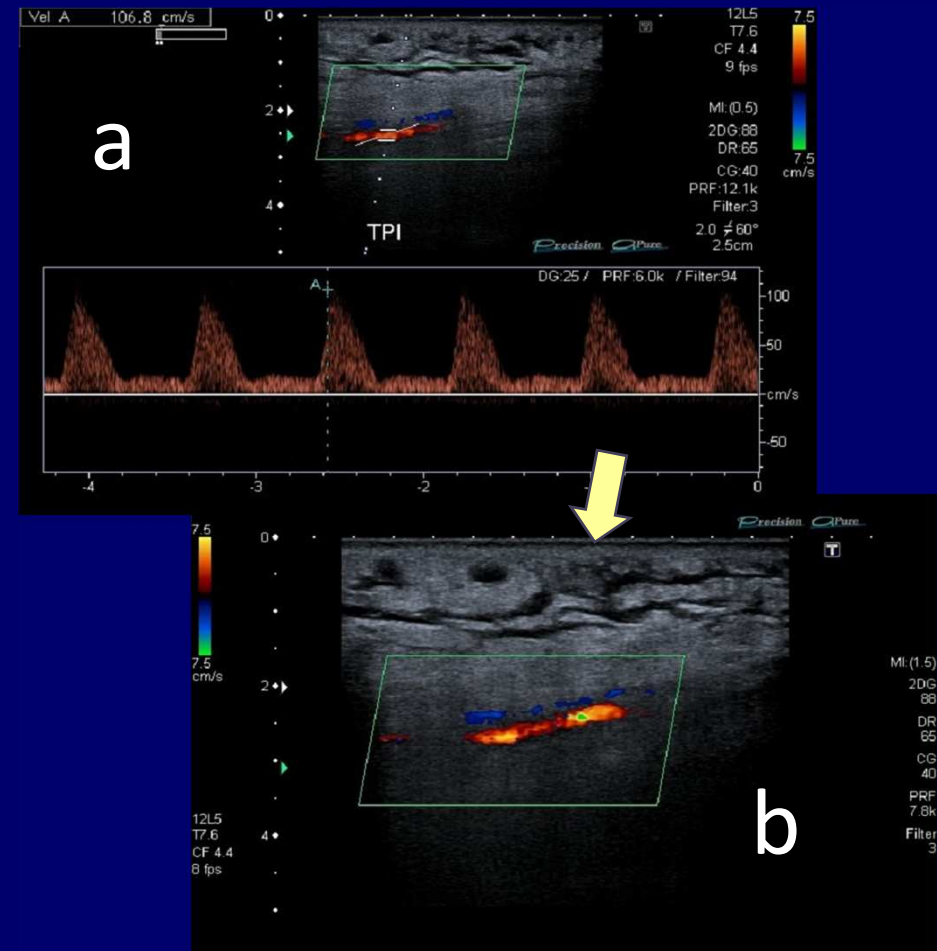 Vel A 106.8 cm/s
a
0
2
4
TPI
12L5
T7.6
CF 4.4
9 fps
MI:(0.5)
2DG:88
DR:65
CG:40
PRF:12.1k
Filter:3
2.0 60°
2.5cm
7.5
7.5
cm/s
Precision APure
DG:25 / PRF:6.0k / Filter:94
A
100
50
cm/s
-50
-4
-3
-2
0
Precision APure
7.5
7.5
cm/s
0
2
4
T
12L5
T7.6
CF 4.4
8 fps
MI:(1.5)
2DG
88
DR
65
CG
40
PRF
7.8k
Filter
3
b